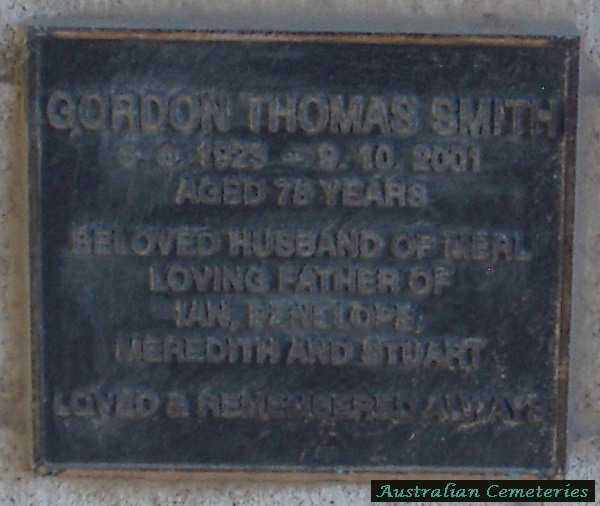 GORDON THOMAS SMITH
1923 – 9. 10. 2001
AGED 78 YEARS
BELOVED HUSBAND OF MERL
LOVING FATHER OF
IAN, PENELOPE,
MEREDITH AND STUART
LOVED & REMEMBERED ALWAYS
Australian Cemeteries